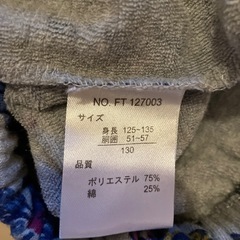 NO. FT 127003
サイズ
身長 125-135
胴囲 51-57
130
品質
ポリエステル 75%
綿 25%